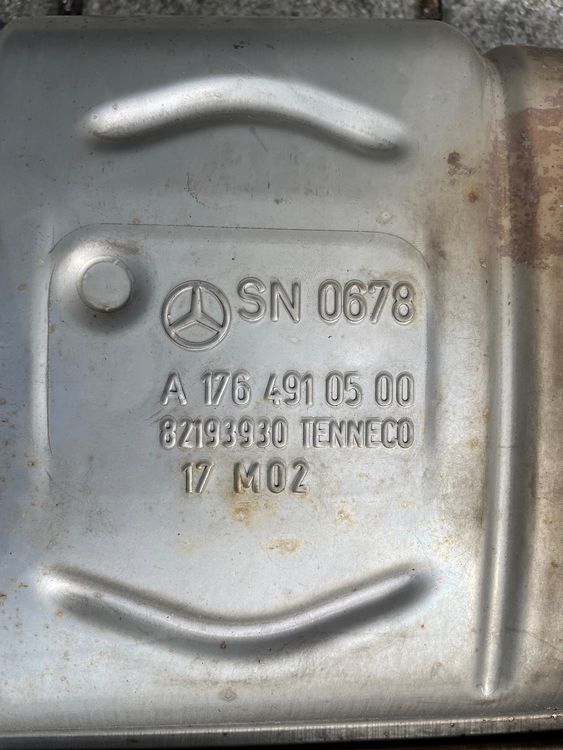 SN 0678
A 176 491 05 00
82193930 TENNECO
17 M02